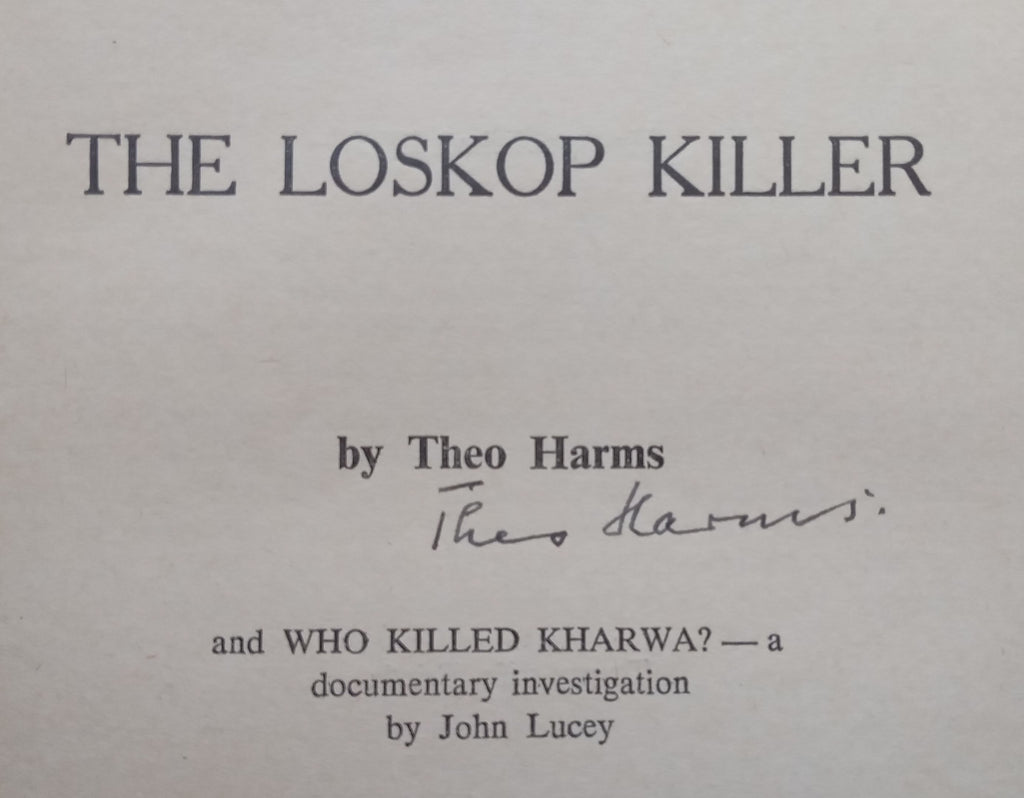 THE LOSKOP KILLER
by Theo Harms
Theo Harms.
and WHO KILLED KHARWA? — a
documentary investigation
by John Lucey